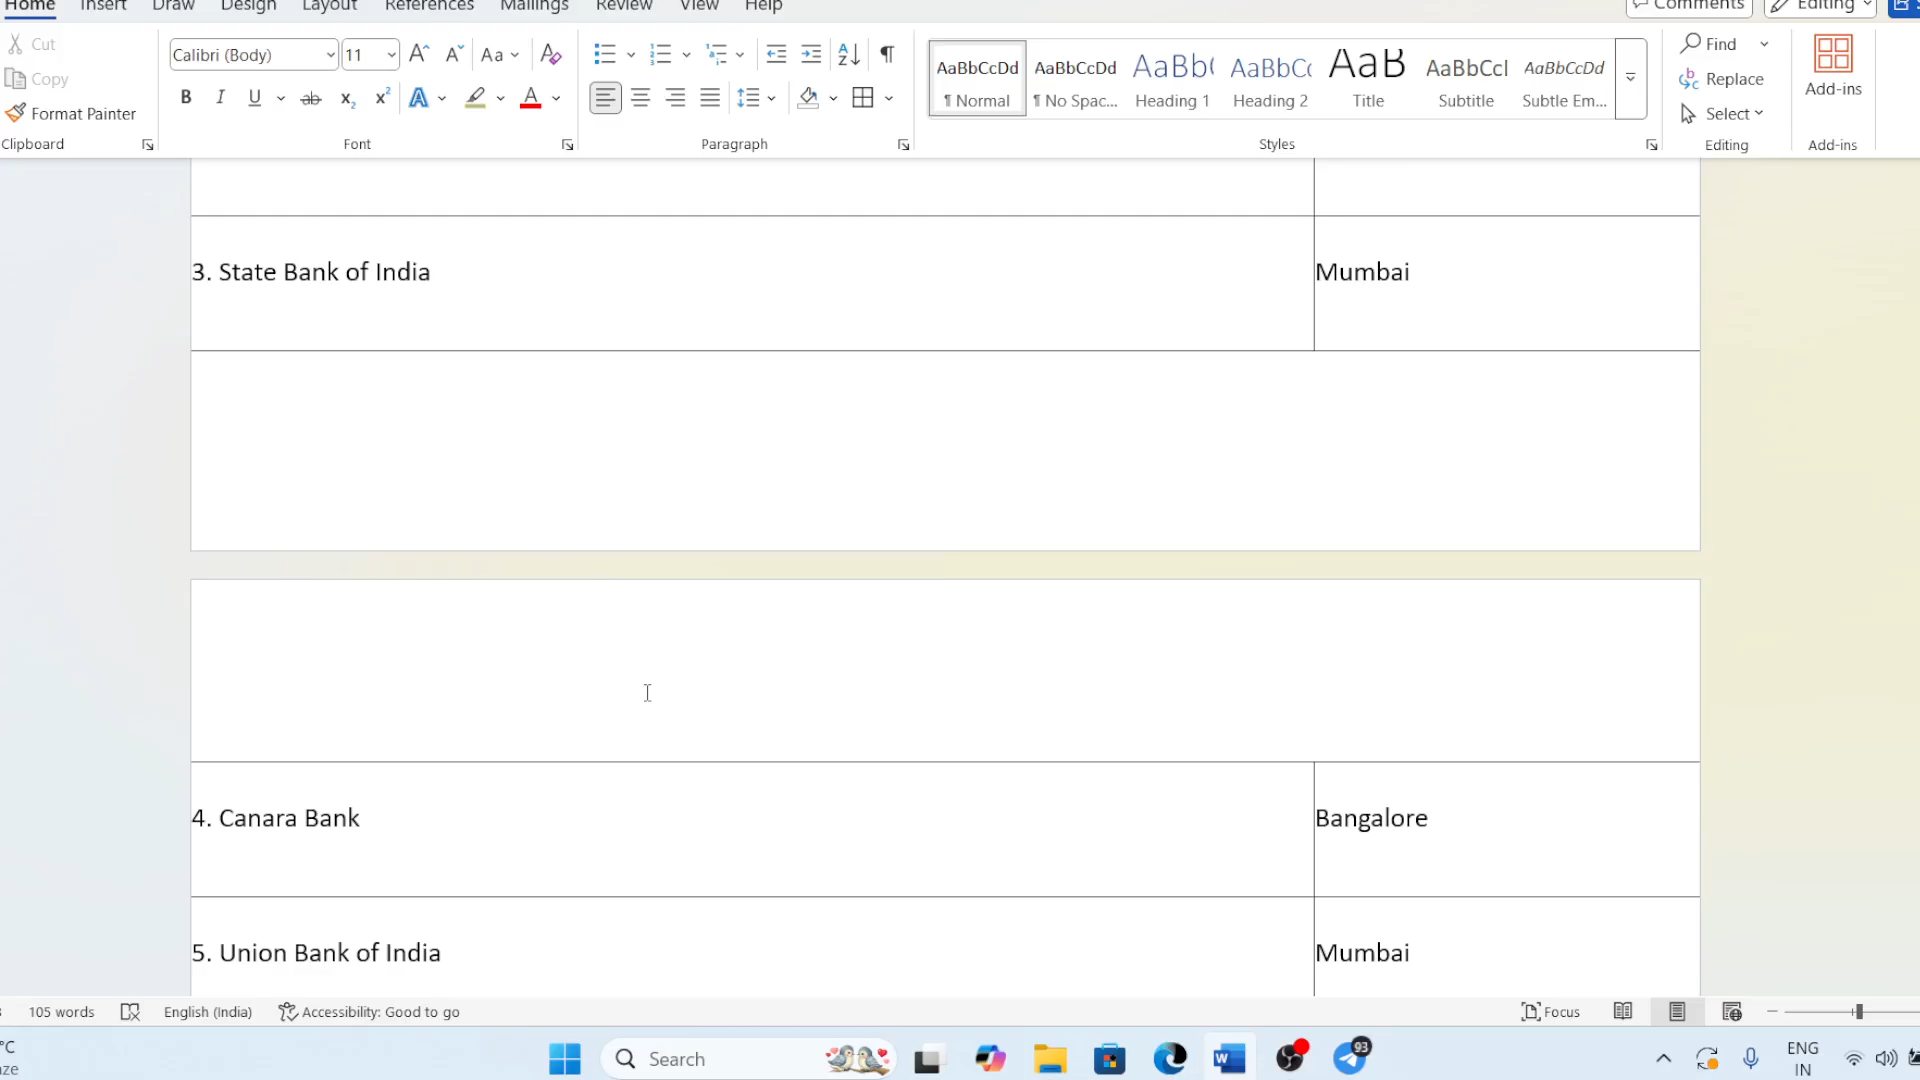 Home Insert Draw Design Layout References Mailings Review View Help Comments Editing
Cut
Copy
Format Painter
Clipboard
Calibri (Body) 11 Aa
B I U ab x2 x2 A A
Font
Paragraph
AaBbCcDd AaBbCcDd AaBb( AaBbCc AaB AaBbCcl AaBbCcDd
¶ Normal ¶ No Spac... Heading 1 Heading 2 Title Subtitle Subtle Em...
Styles
Find
Replace
Select
Editing
Add-ins
Add-ins
3. State Bank of India Mumbai
4. Canara Bank Bangalore
5. Union Bank of India Mumbai
105 words English (India) Accessibility: Good to go Focus
°C
Search
93
ENG
IN